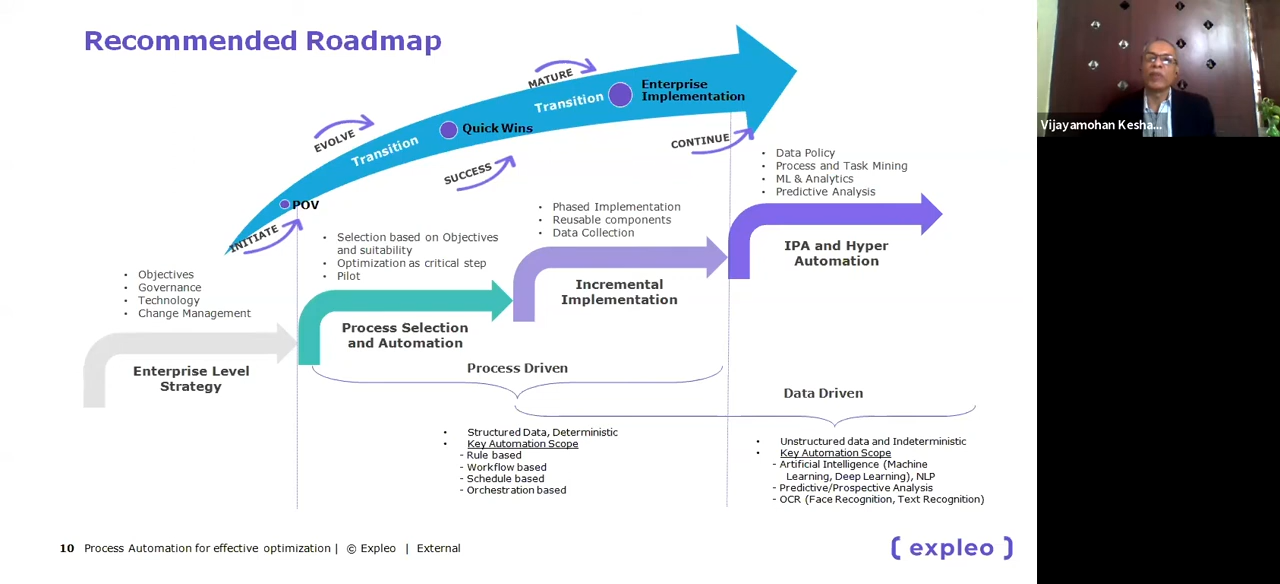 Recommended Roadmap
MATURE
Transition
Enterprise
Implementation
EVOLVE
Transition
Quick Wins
SUCCESS
CONTINUE
INITIATE
POV
Vijayamohan Kesha...
• Data Policy
• Process and Task Mining
• ML & Analytics
• Predictive Analysis
• Phased Implementation
• Reusable components
• Data Collection
• Selection based on Objectives
and suitability
• Optimization as critical step
• Pilot
• Objectives
• Governance
• Technology
• Change Management
IPA and Hyper
Automation
Incremental
Implementation
Process Selection
and Automation
Enterprise Level
Strategy
Process Driven
Data Driven
• Structured Data, Deterministic
• Key Automation Scope
- Rule based
- Workflow based
- Schedule based
- Orchestration based
• Unstructured data and Indeterministic
• Key Automation Scope
- Artificial Intelligence (Machine
Learning, Deep Learning), NLP
- Predictive/Prospective Analysis
- OCR (Face Recognition, Text Recognition)
10 Process Automation for effective optimization | © Expleo | External
( expleo )